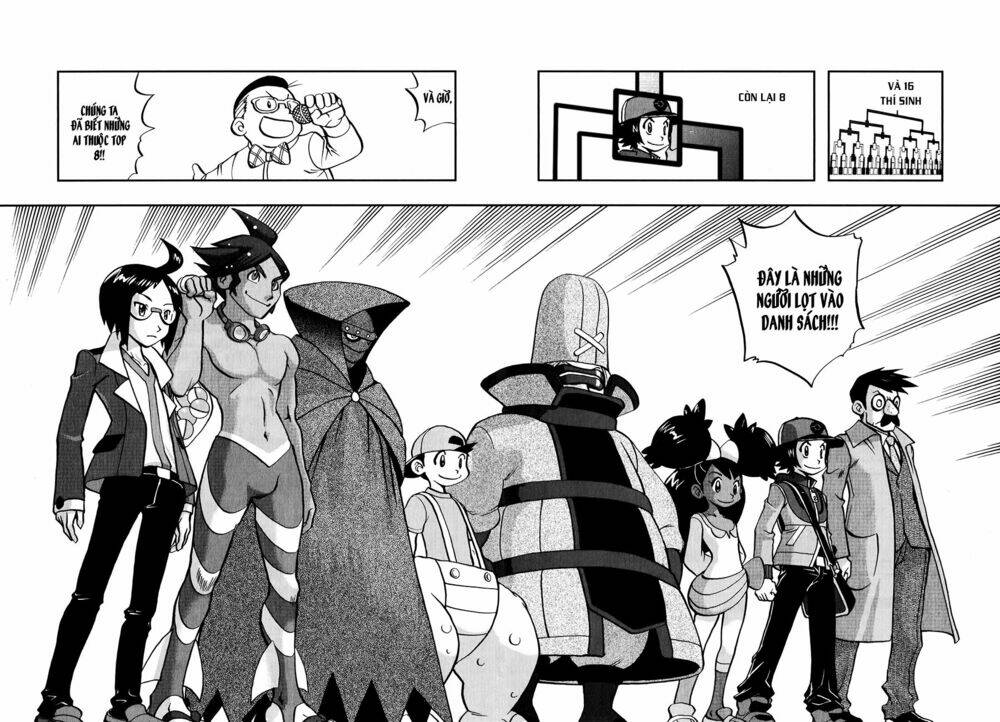 VÀ 16
THÍ SINH
CÒN LẠI 8
VÀ GIỜ,
CHÚNG TA
ĐÃ BIẾT NHỮNG
AI THUỘC TOP
8!!
ĐÂY LÀ NHỮNG
NGƯỜI LỌT VÀO
DANH SÁCH!!!